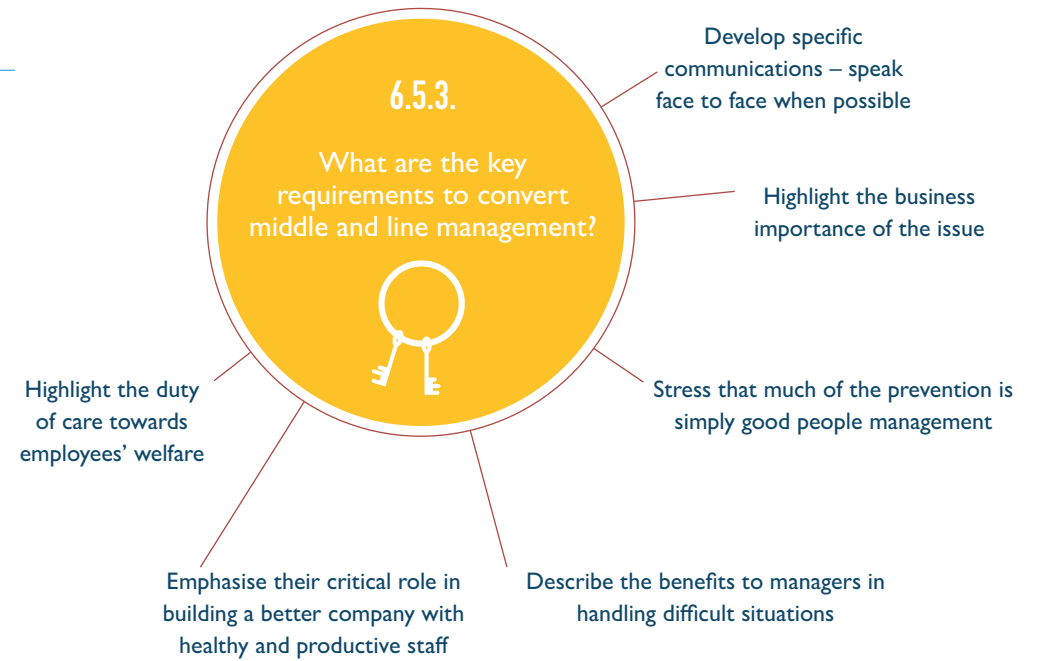 6.5.3.
What are the key
requirements to convert
middle and line management?
Develop specific
communications – speak
face to face when possible
Highlight the business
importance of the issue
Stress that much of the prevention is
simply good people management
Describe the benefits to managers in
handling difficult situations
Emphasise their critical role in
building a better company with
healthy and productive staff
Highlight the duty
of care towards
employees’ welfare